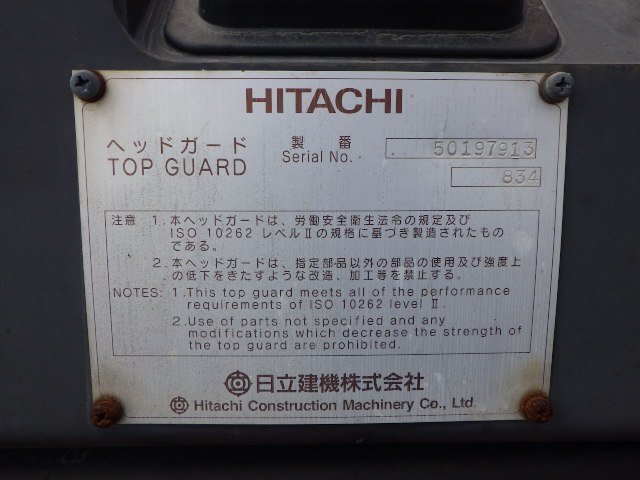 HITACHI
ヘッドガード 製番 50197913
TOP GUARD Serial No. 834
注意 1. 本ヘッドガードは、労働安全衛生法令の規定及び
ISO 10262 レベルⅡの規格に基づき製造されたもの
である。
2. 本ヘッドガードは、指定部品以外の部品の使用及び強度上
の低下をきたすような改造、加工等を禁止する。
NOTES: 1. This top guard meets all of the performance
requirements of ISO 10262 level Ⅱ.
2. Use of parts not specified and any
modifications which decrease the strength of
the top guard are prohibited.
日立建機株式会社
Hitachi Construction Machinery Co., Ltd.